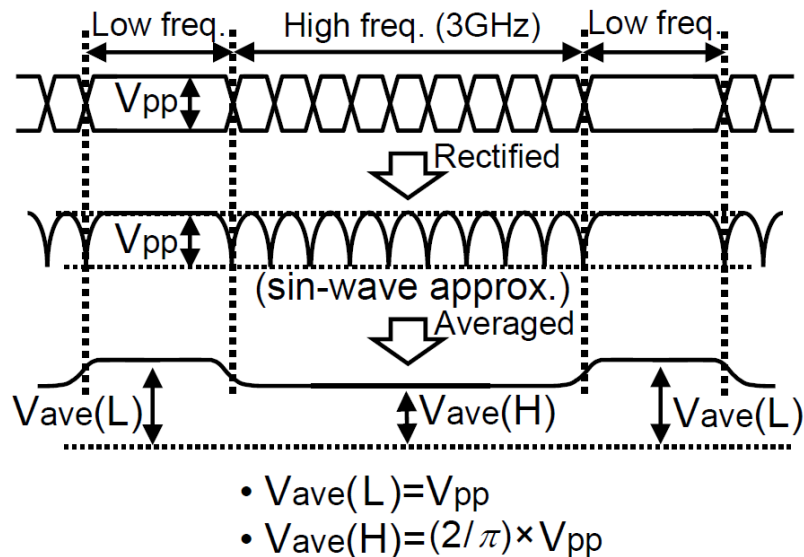 Low freq. High freq. (3GHz) Low freq.
Vpp
Rectified
Vpp
(sin-wave approx.)
Averaged
Vave(L) Vave(H) Vave(L)
• Vave(L)=Vpp
• Vave(H)=(2/π)×Vpp